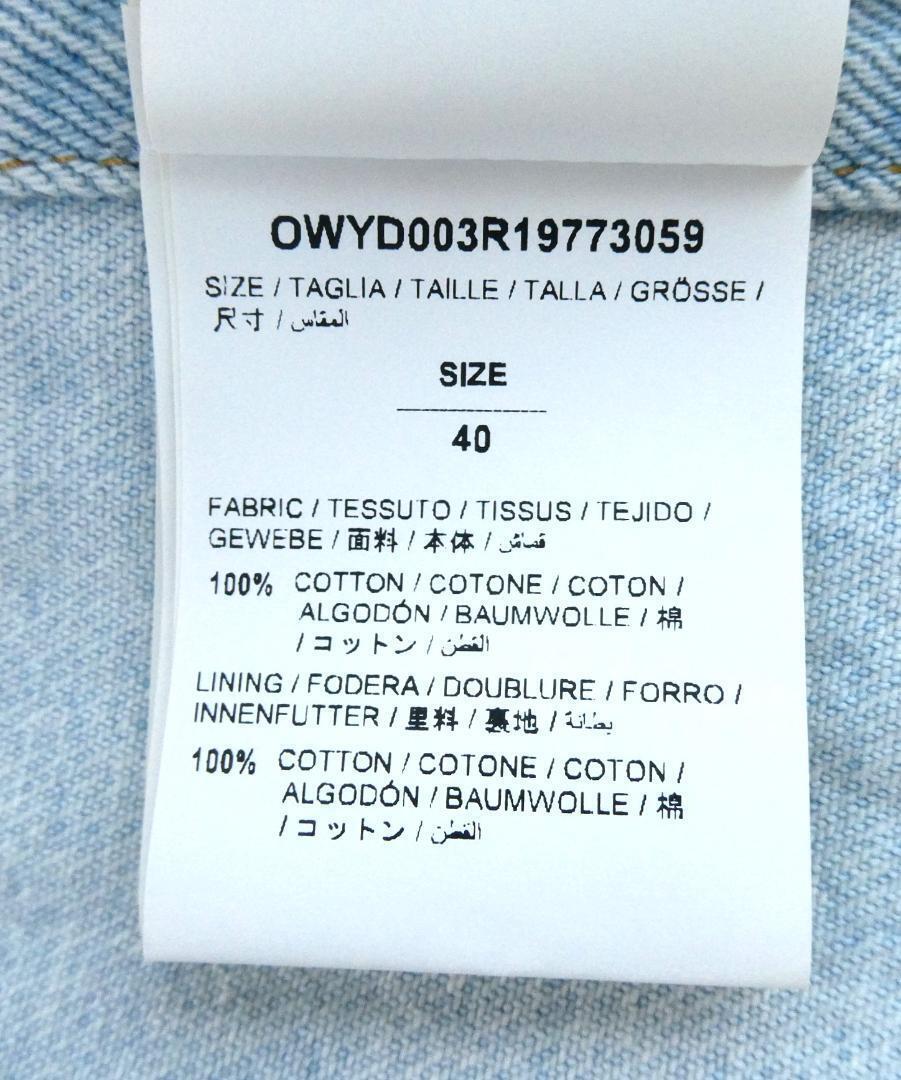 OWYD003R19773059
SIZE / TAGLIA / TAILLE / TALLA / GRÖSSE /
尺寸 / المقاس
SIZE
40
FABRIC / TESSUTO / TISSUS / TEJIDO /
GEWEBE / 面料 / 本体 / قماش
100% COTTON / COTONE / COTON /
ALGODÓN / BAUMWOLLE / 棉
/ コットン / القطن
LINING / FODERA / DOUBLURE / FORRO /
INNENFUTTER / 里料 / 裏地 / بطانة
100% COTTON / COTONE / COTON /
ALGODÓN / BAUMWOLLE / 棉
/ コットン / القطن